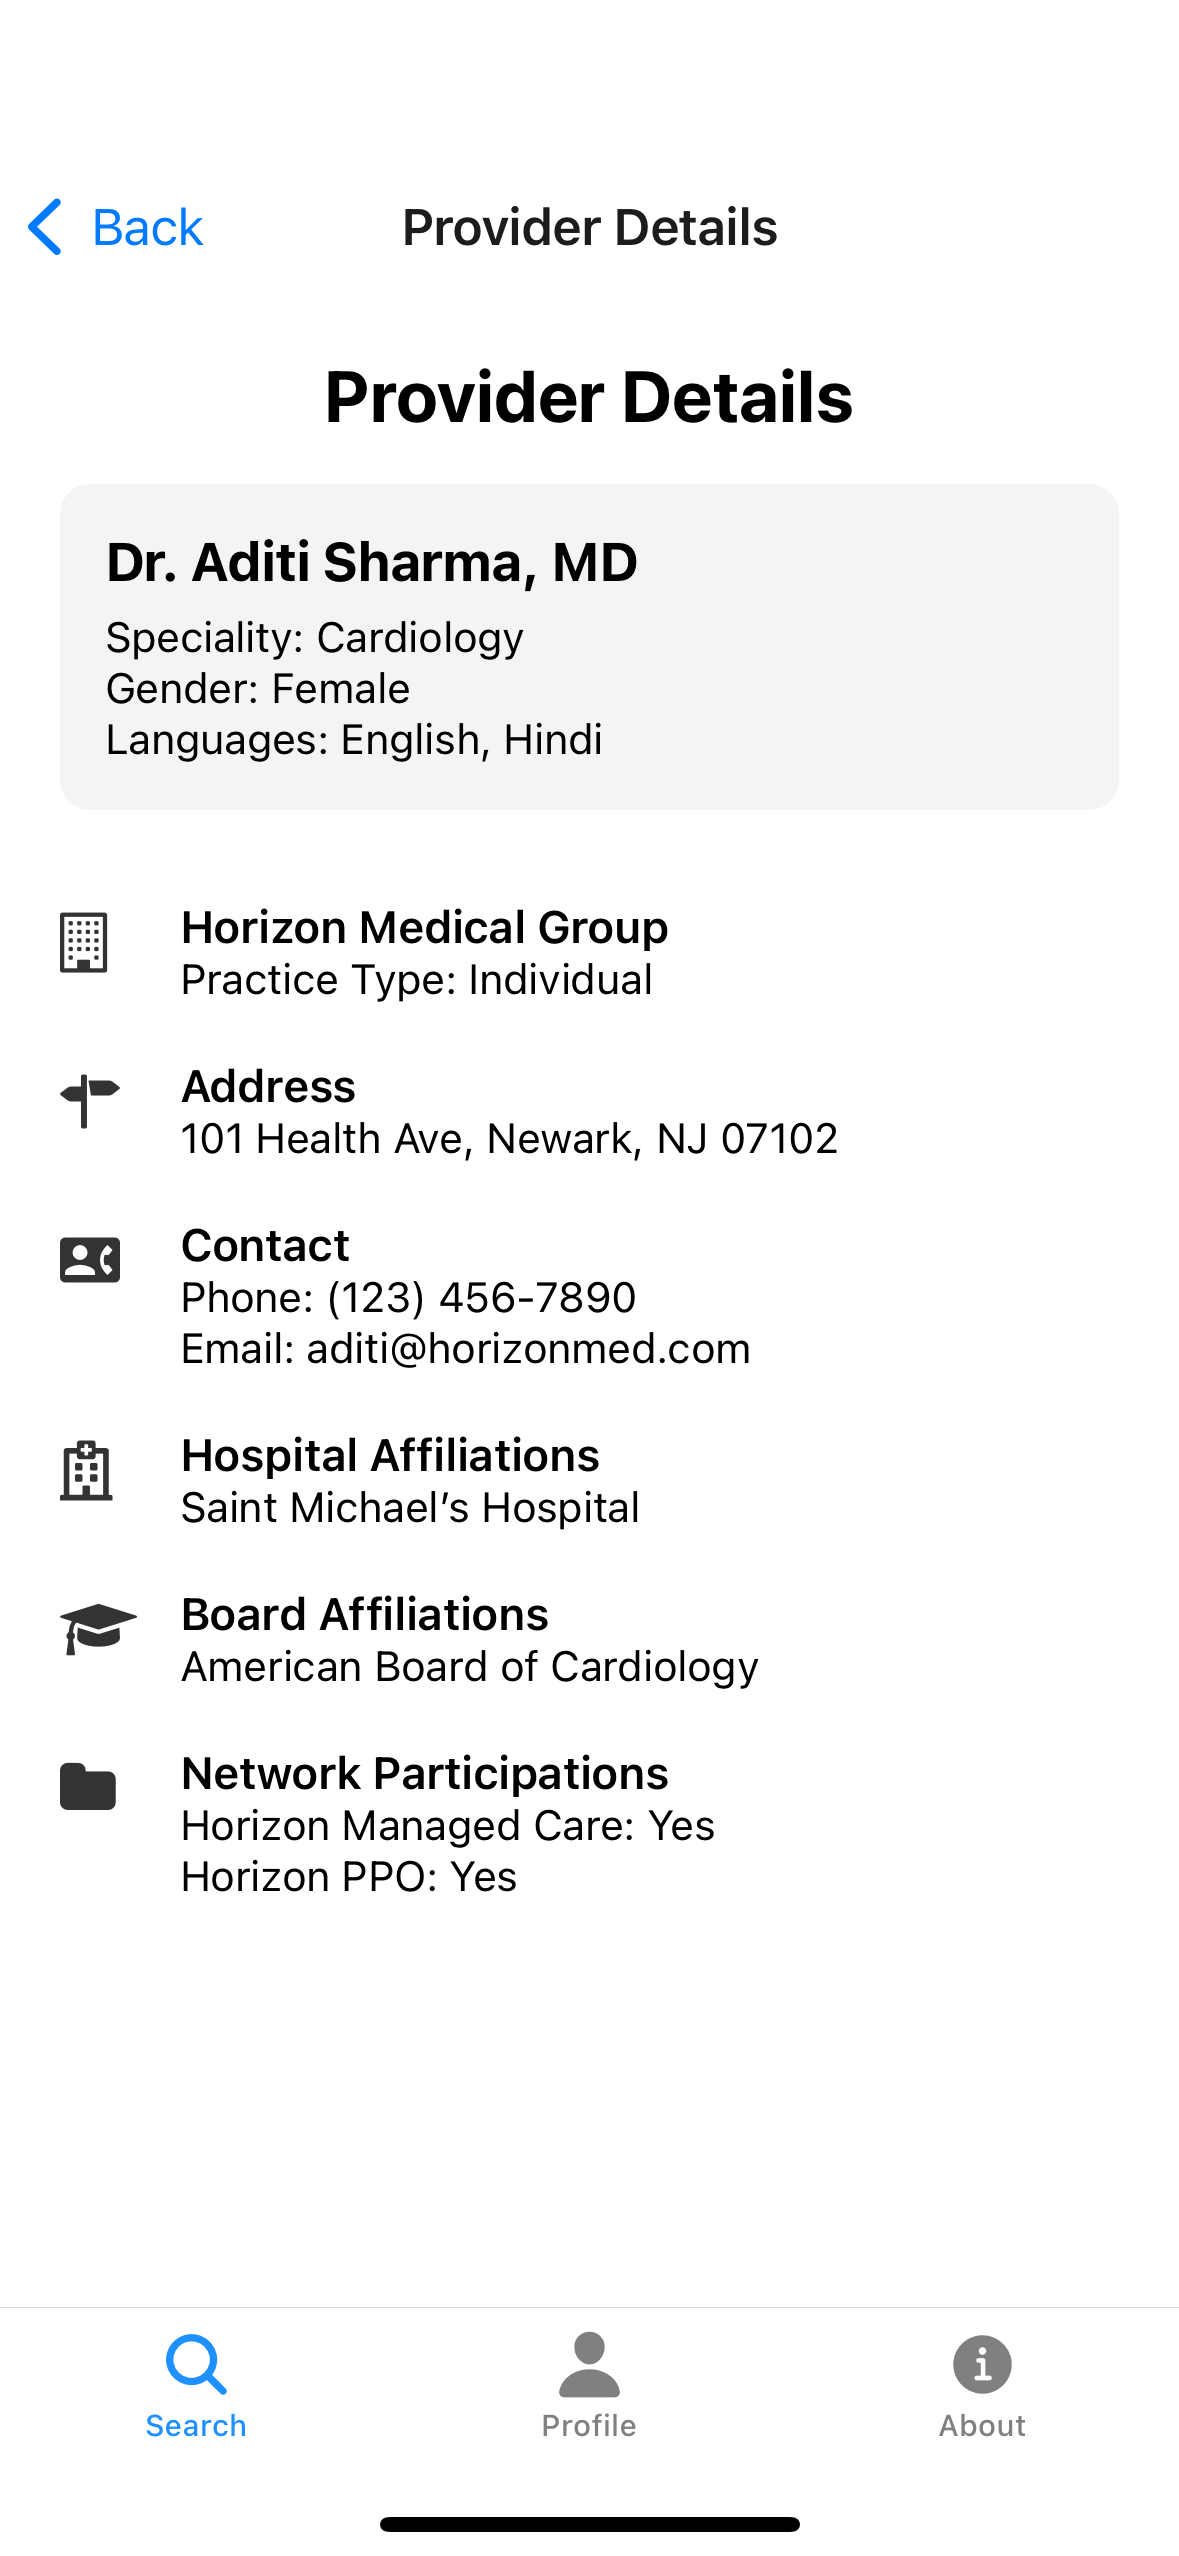 Back
Provider Details
Provider Details
Dr. Aditi Sharma, MD
Speciality: Cardiology
Gender: Female
Languages: English, Hindi
Horizon Medical Group
Practice Type: Individual
Address
101 Health Ave, Newark, NJ 07102
Contact
Phone: (123) 456-7890
Email: aditi@horizonmed.com
Hospital Affiliations
Saint Michael’s Hospital
Board Affiliations
American Board of Cardiology
Network Participations
Horizon Managed Care: Yes
Horizon PPO: Yes
Search
Profile
About